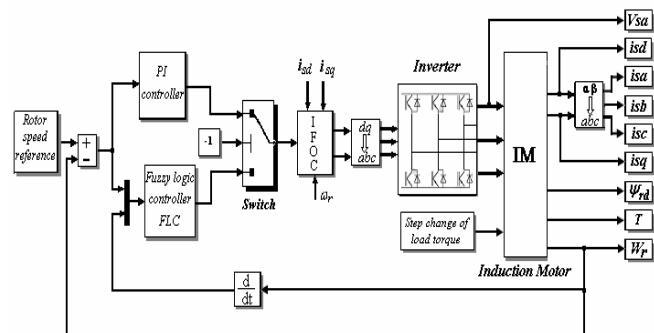 PI
controller
Rotor
speed
reference
+
−
Fuzzy logic
controller
FLC
-1
Switch
isd
isq
I
F
O
C
ωr
dq
abc
Inverter
Step change of
load torque
IM
Induction Motor
αβ
abc
Vsa
isd
isa
isb
isc
isq
Ψrd
T
Wr
d
dt